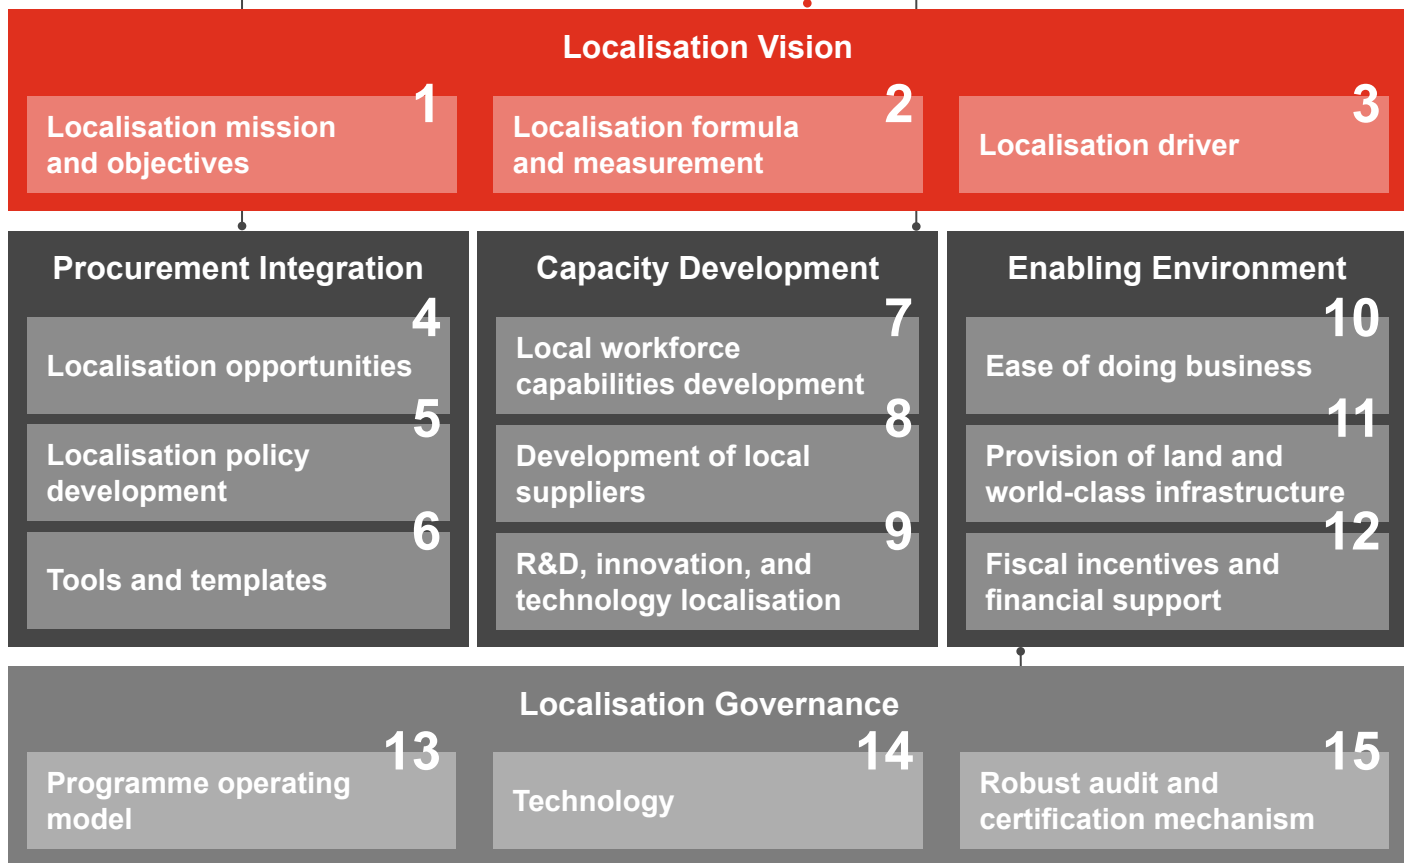 Localisation Vision
1
Localisation mission
and objectives
2
Localisation formula
and measurement
3
Localisation driver
Procurement Integration
4
Localisation opportunities
5
Localisation policy
development
6
Tools and templates
Capacity Development
7
Local workforce
capabilities development
8
Development of local
suppliers
9
R&D, innovation, and
technology localisation
Enabling Environment
10
Ease of doing business
11
Provision of land and
world-class infrastructure
12
Fiscal incentives and
financial support
Localisation Governance
13
Programme operating
model
14
Technology
15
Robust audit and
certification mechanism